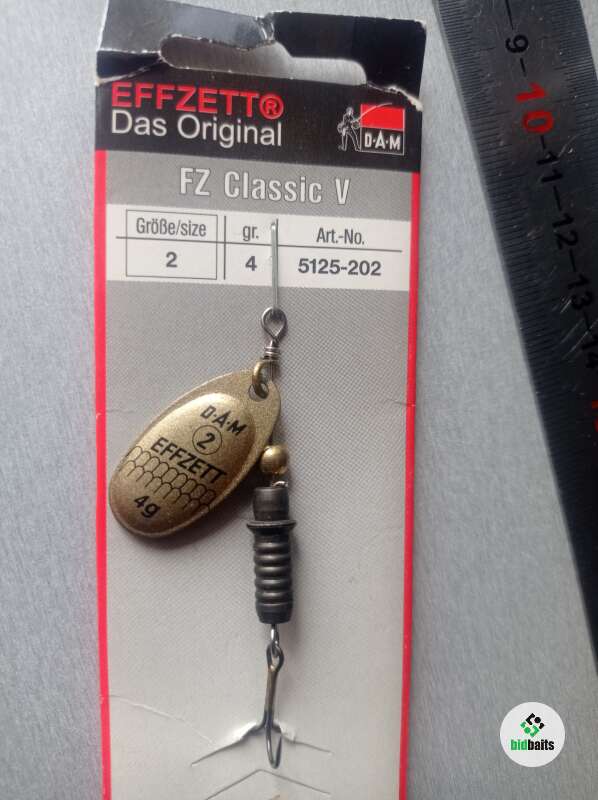 EFFZETT®
Das Original
D·A·M
FZ Classic V
Größe/size gr. Art.-No.
2 4 5125-202
D·A·M
2
EFFZETT
4g
9 10 11 12 13 14
bidbaits